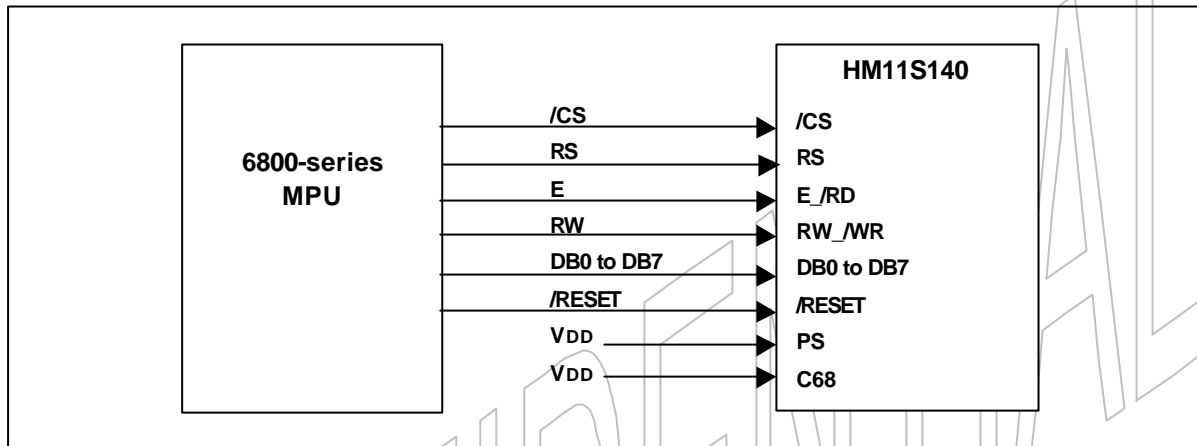 HM11S140
6800-series
MPU
/CS
RS
E
RW
DB0 to DB7
/RESET
VDD
VDD
/CS
RS
E_/RD
RW_/WR
DB0 to DB7
/RESET
PS
C68